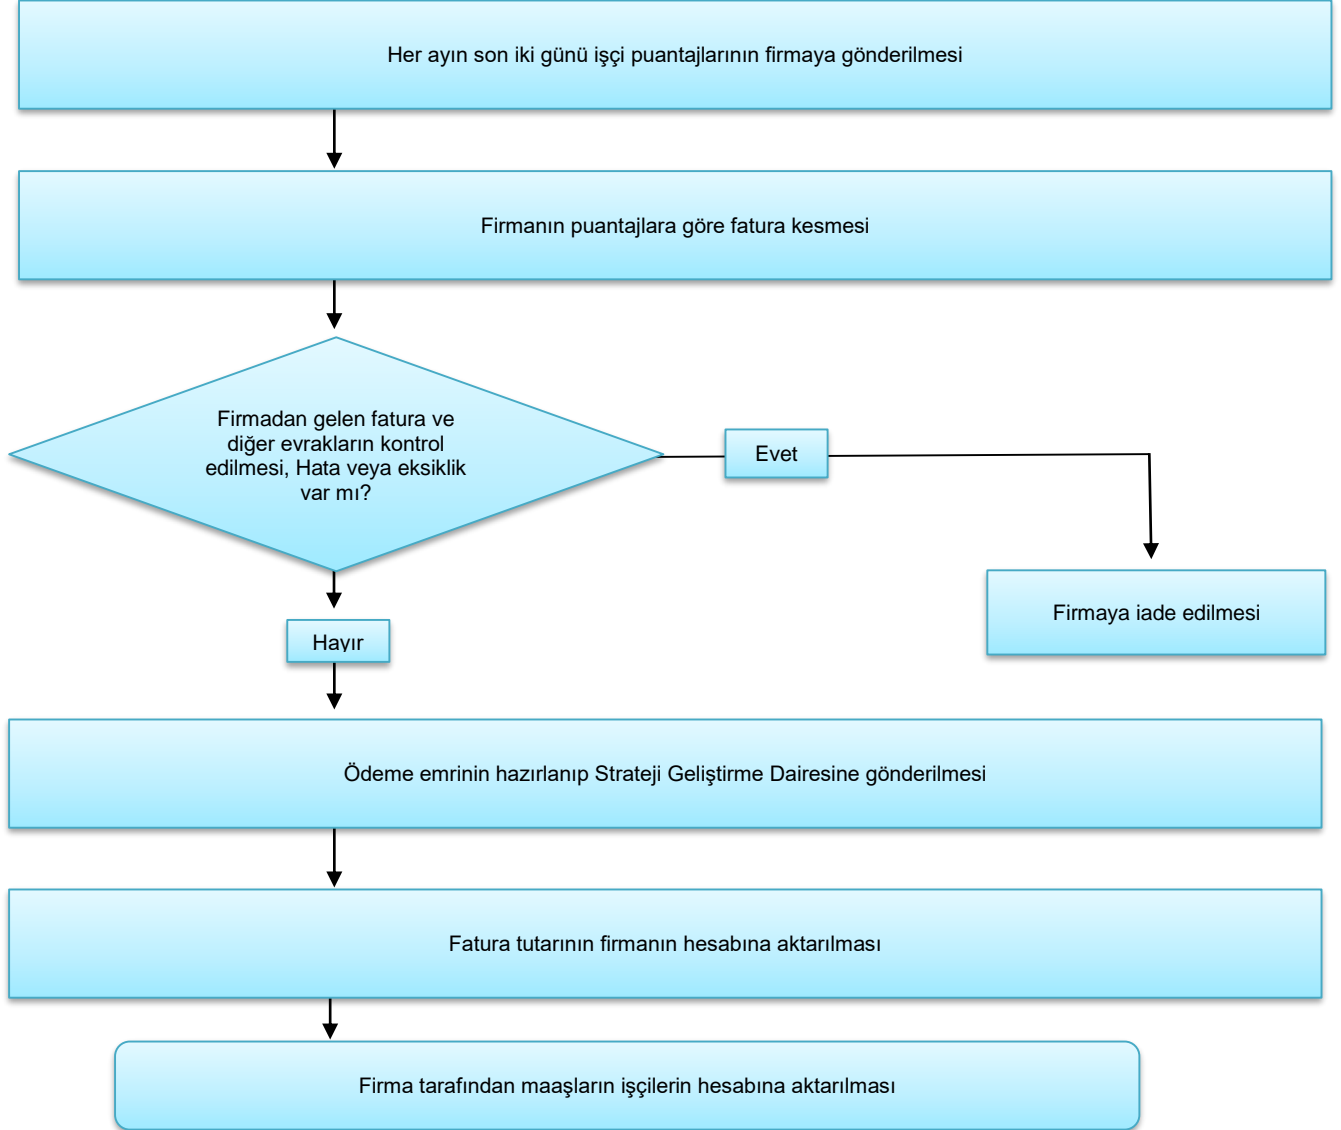 Her ayın son iki günü işçi puantajlarının firmaya gönderilmesi
Firmanın puantajlara göre fatura kesmesi
Firmadan gelen fatura ve
diğer evrakların kontrol
edilmesi, Hata veya eksiklik
var mı?
Evet
Firmaya iade edilmesi
Hayır
Ödeme emrinin hazırlanıp Strateji Geliştirme Dairesine gönderilmesi
Fatura tutarının firmanın hesabına aktarılması
Firma tarafından maaşların işçilerin hesabına aktarılması